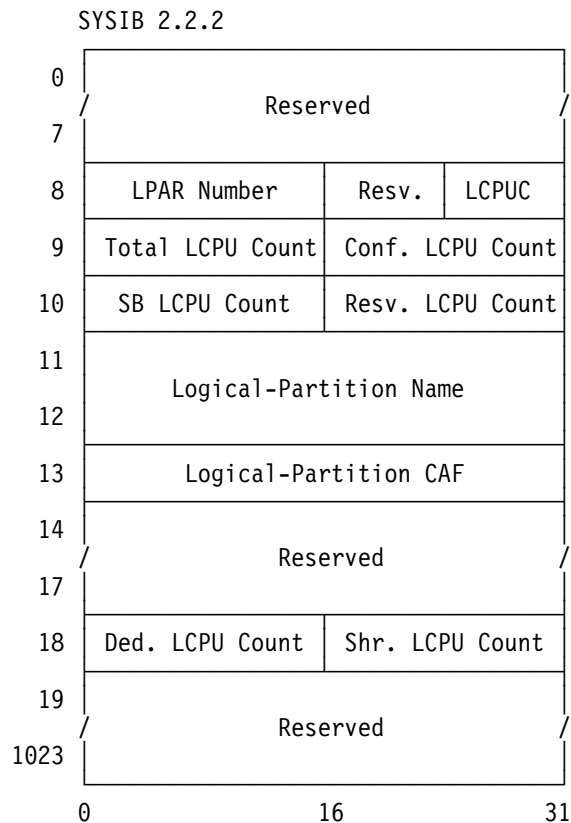 SYSIB 2.2.2
0
/ Reserved /
7
8 LPAR Number Resv. LCPUC
9 Total LCPU Count Conf. LCPU Count
10 SB LCPU Count Resv. LCPU Count
11
Logical-Partition Name
12
13 Logical-Partition CAF
14
/ Reserved /
17
18 Ded. LCPU Count Shr. LCPU Count
19
/ Reserved /
1023
0 16 31